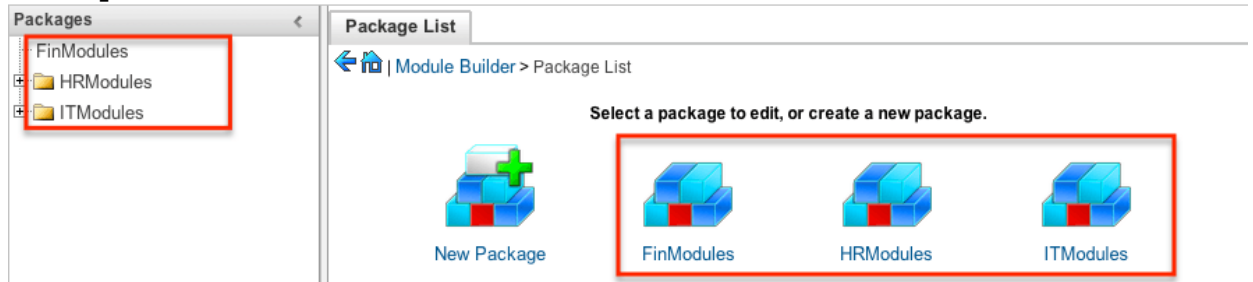 Packages
FinModules
HRModules
ITModules
Package List
| Module Builder > Package List
Select a package to edit, or create a new package.
New Package FinModules HRModules ITModules